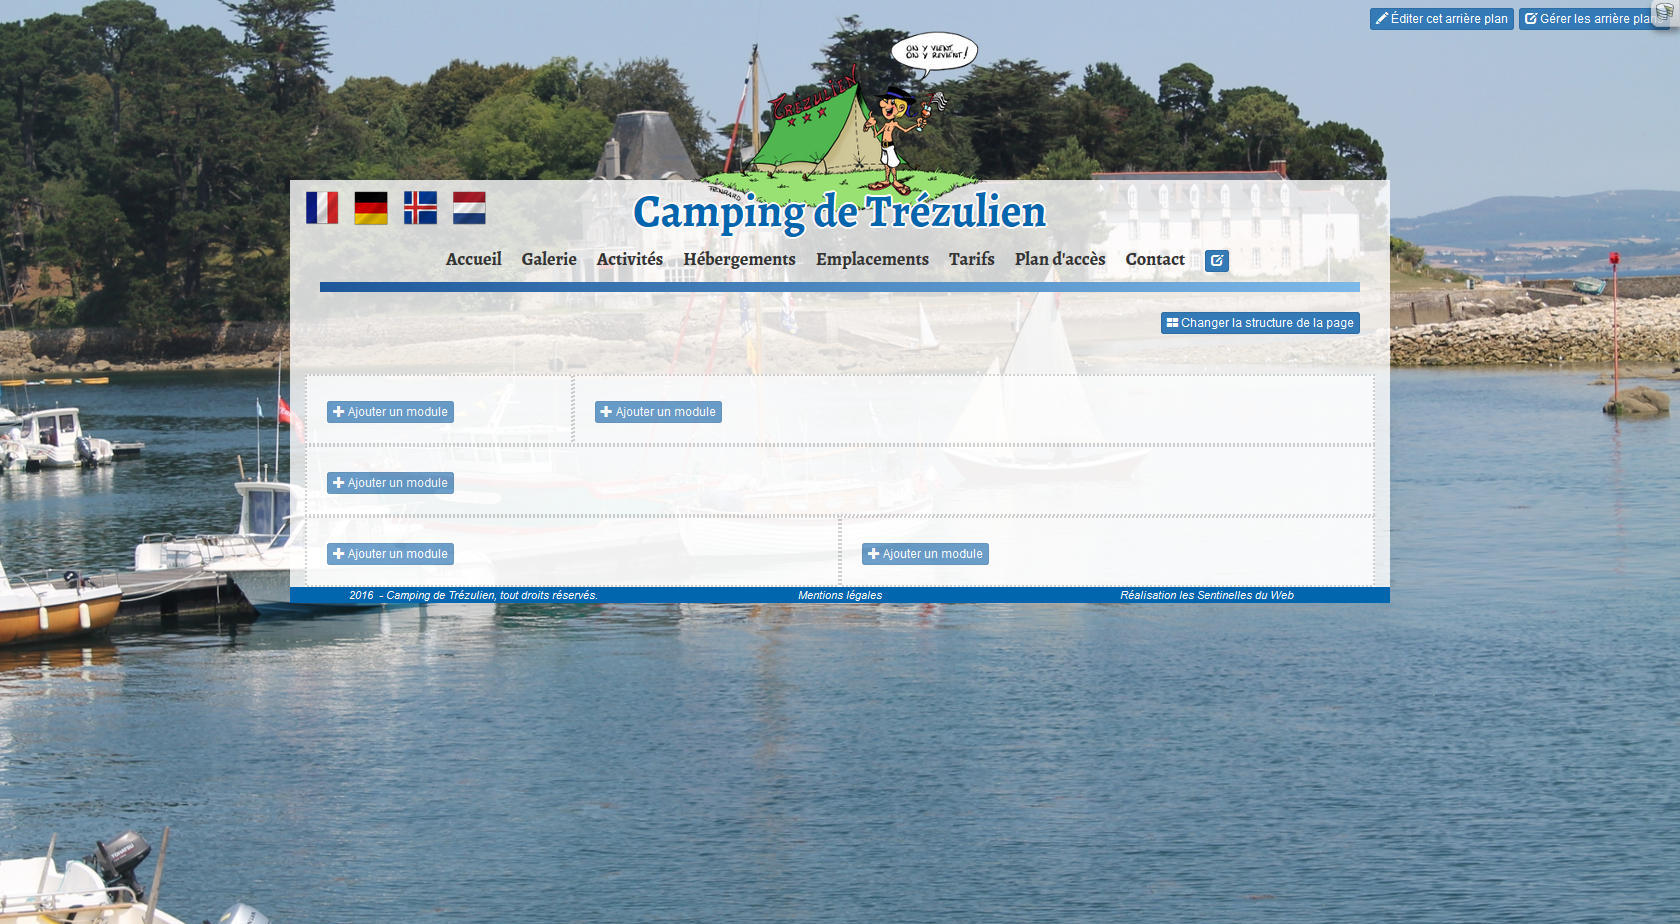 Éditer cet arrière plan
Gérer les arrière plans
ON Y VIENT,
ON Y REVIENT!
TRÉZULIEN
Camping de Trézulien
Accueil Galerie Activités Hébergements Emplacements Tarifs Plan d'accès Contact
Changer la structure de la page
Ajouter un module
Ajouter un module
Ajouter un module
Ajouter un module
Ajouter un module
2016 - Camping de Trézulien, tout droits réservés.
Mentions légales
Réalisation les Sentinelles du Web